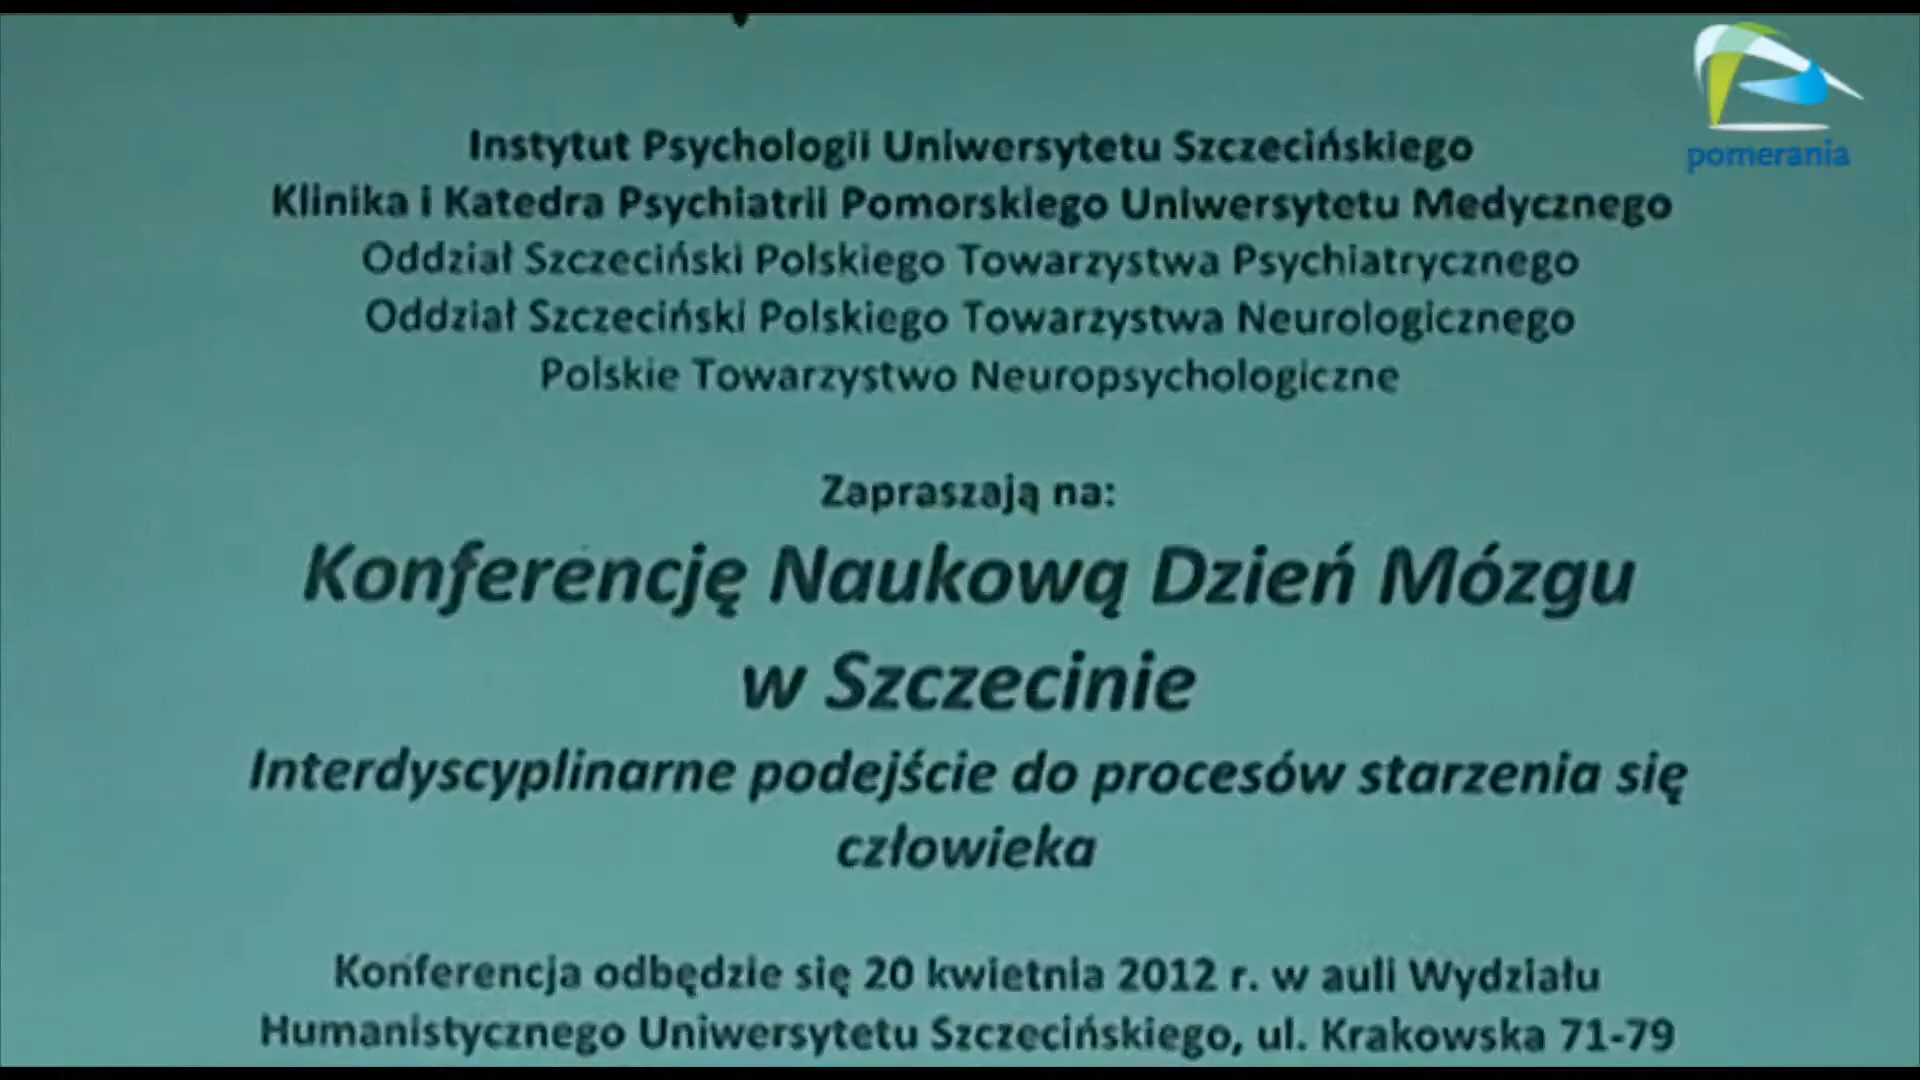 pomerania
Instytut Psychologii Uniwersytetu Szczecińskiego
Klinika i Katedra Psychiatrii Pomorskiego Uniwersytetu Medycznego
Oddział Szczeciński Polskiego Towarzystwa Psychiatrycznego
Oddział Szczeciński Polskiego Towarzystwa Neurologicznego
Polskie Towarzystwo Neuropsychologiczne
Zapraszają na:
Konferencję Naukową Dzień Mózgu
w Szczecinie
Interdyscyplinarne podejście do procesów starzenia się
człowieka
Konferencja odbędzie się 20 kwietnia 2012 r. w auli Wydziału
Humanistycznego Uniwersytetu Szczecińskiego, ul. Krakowska 71-79